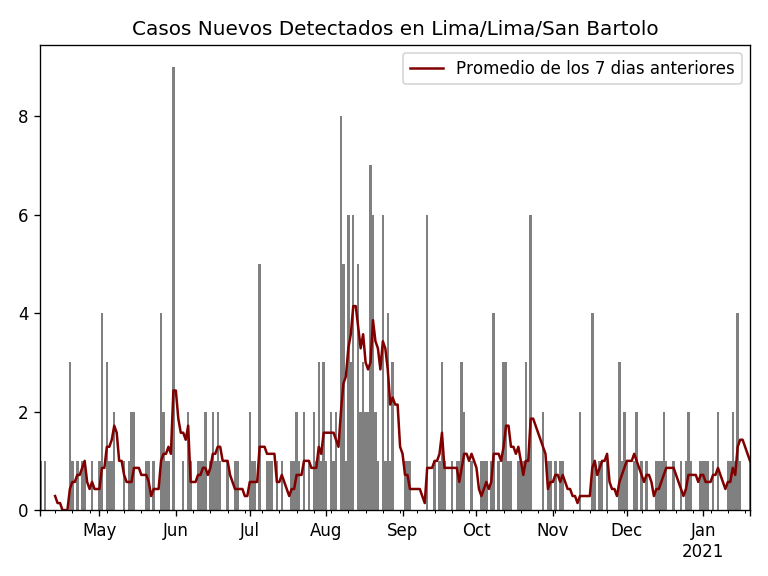 Casos Nuevos Detectados en Lima/Lima/San Bartolo
Promedio de los 7 dias anteriores
8
6
4
2
0
May Jun Jul Aug Sep Oct Nov Dec Jan
2021